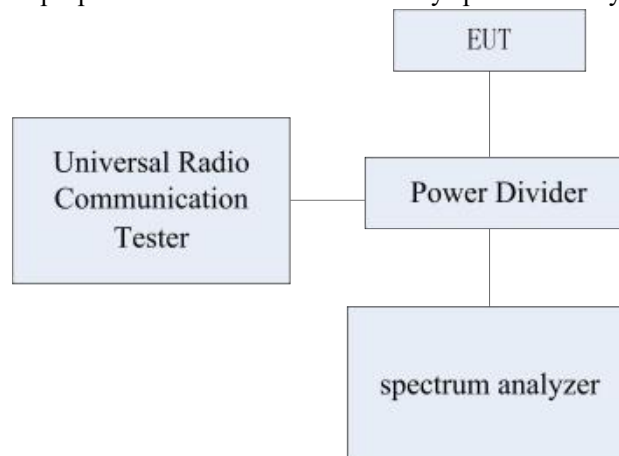 EUT
Universal Radio
Communication
Tester
Power Divider
spectrum analyzer